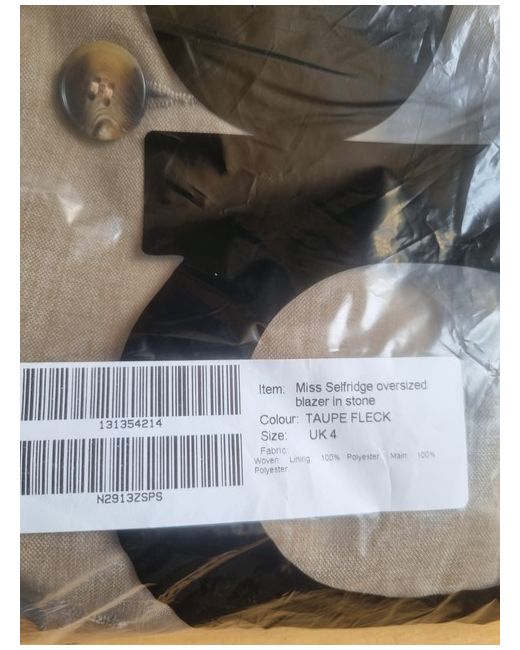 131354214
N2913ZSPS
Item: Miss Selfridge oversized
blazer in stone
Colour: TAUPE FLECK
Size: UK 4
Fabric:
Woven Lining 100% Polyester, Main 100%
Polyester.